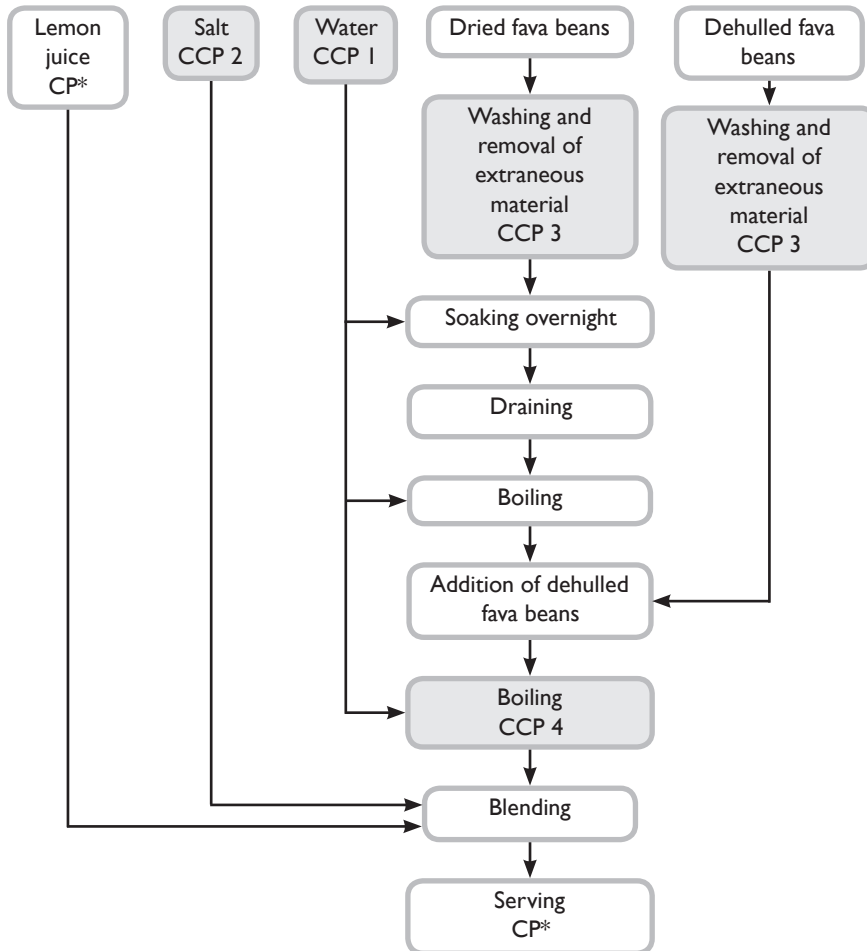 Lemon
juice
CP*
Salt
CCP 2
Water
CCP 1
Dried fava beans
Dehulled fava
beans
Washing and
removal of
extraneous
material
CCP 3
Washing and
removal of
extraneous
material
CCP 3
Soaking overnight
Draining
Boiling
Addition of dehulled
fava beans
Boiling
CCP 4
Blending
Serving
CP*